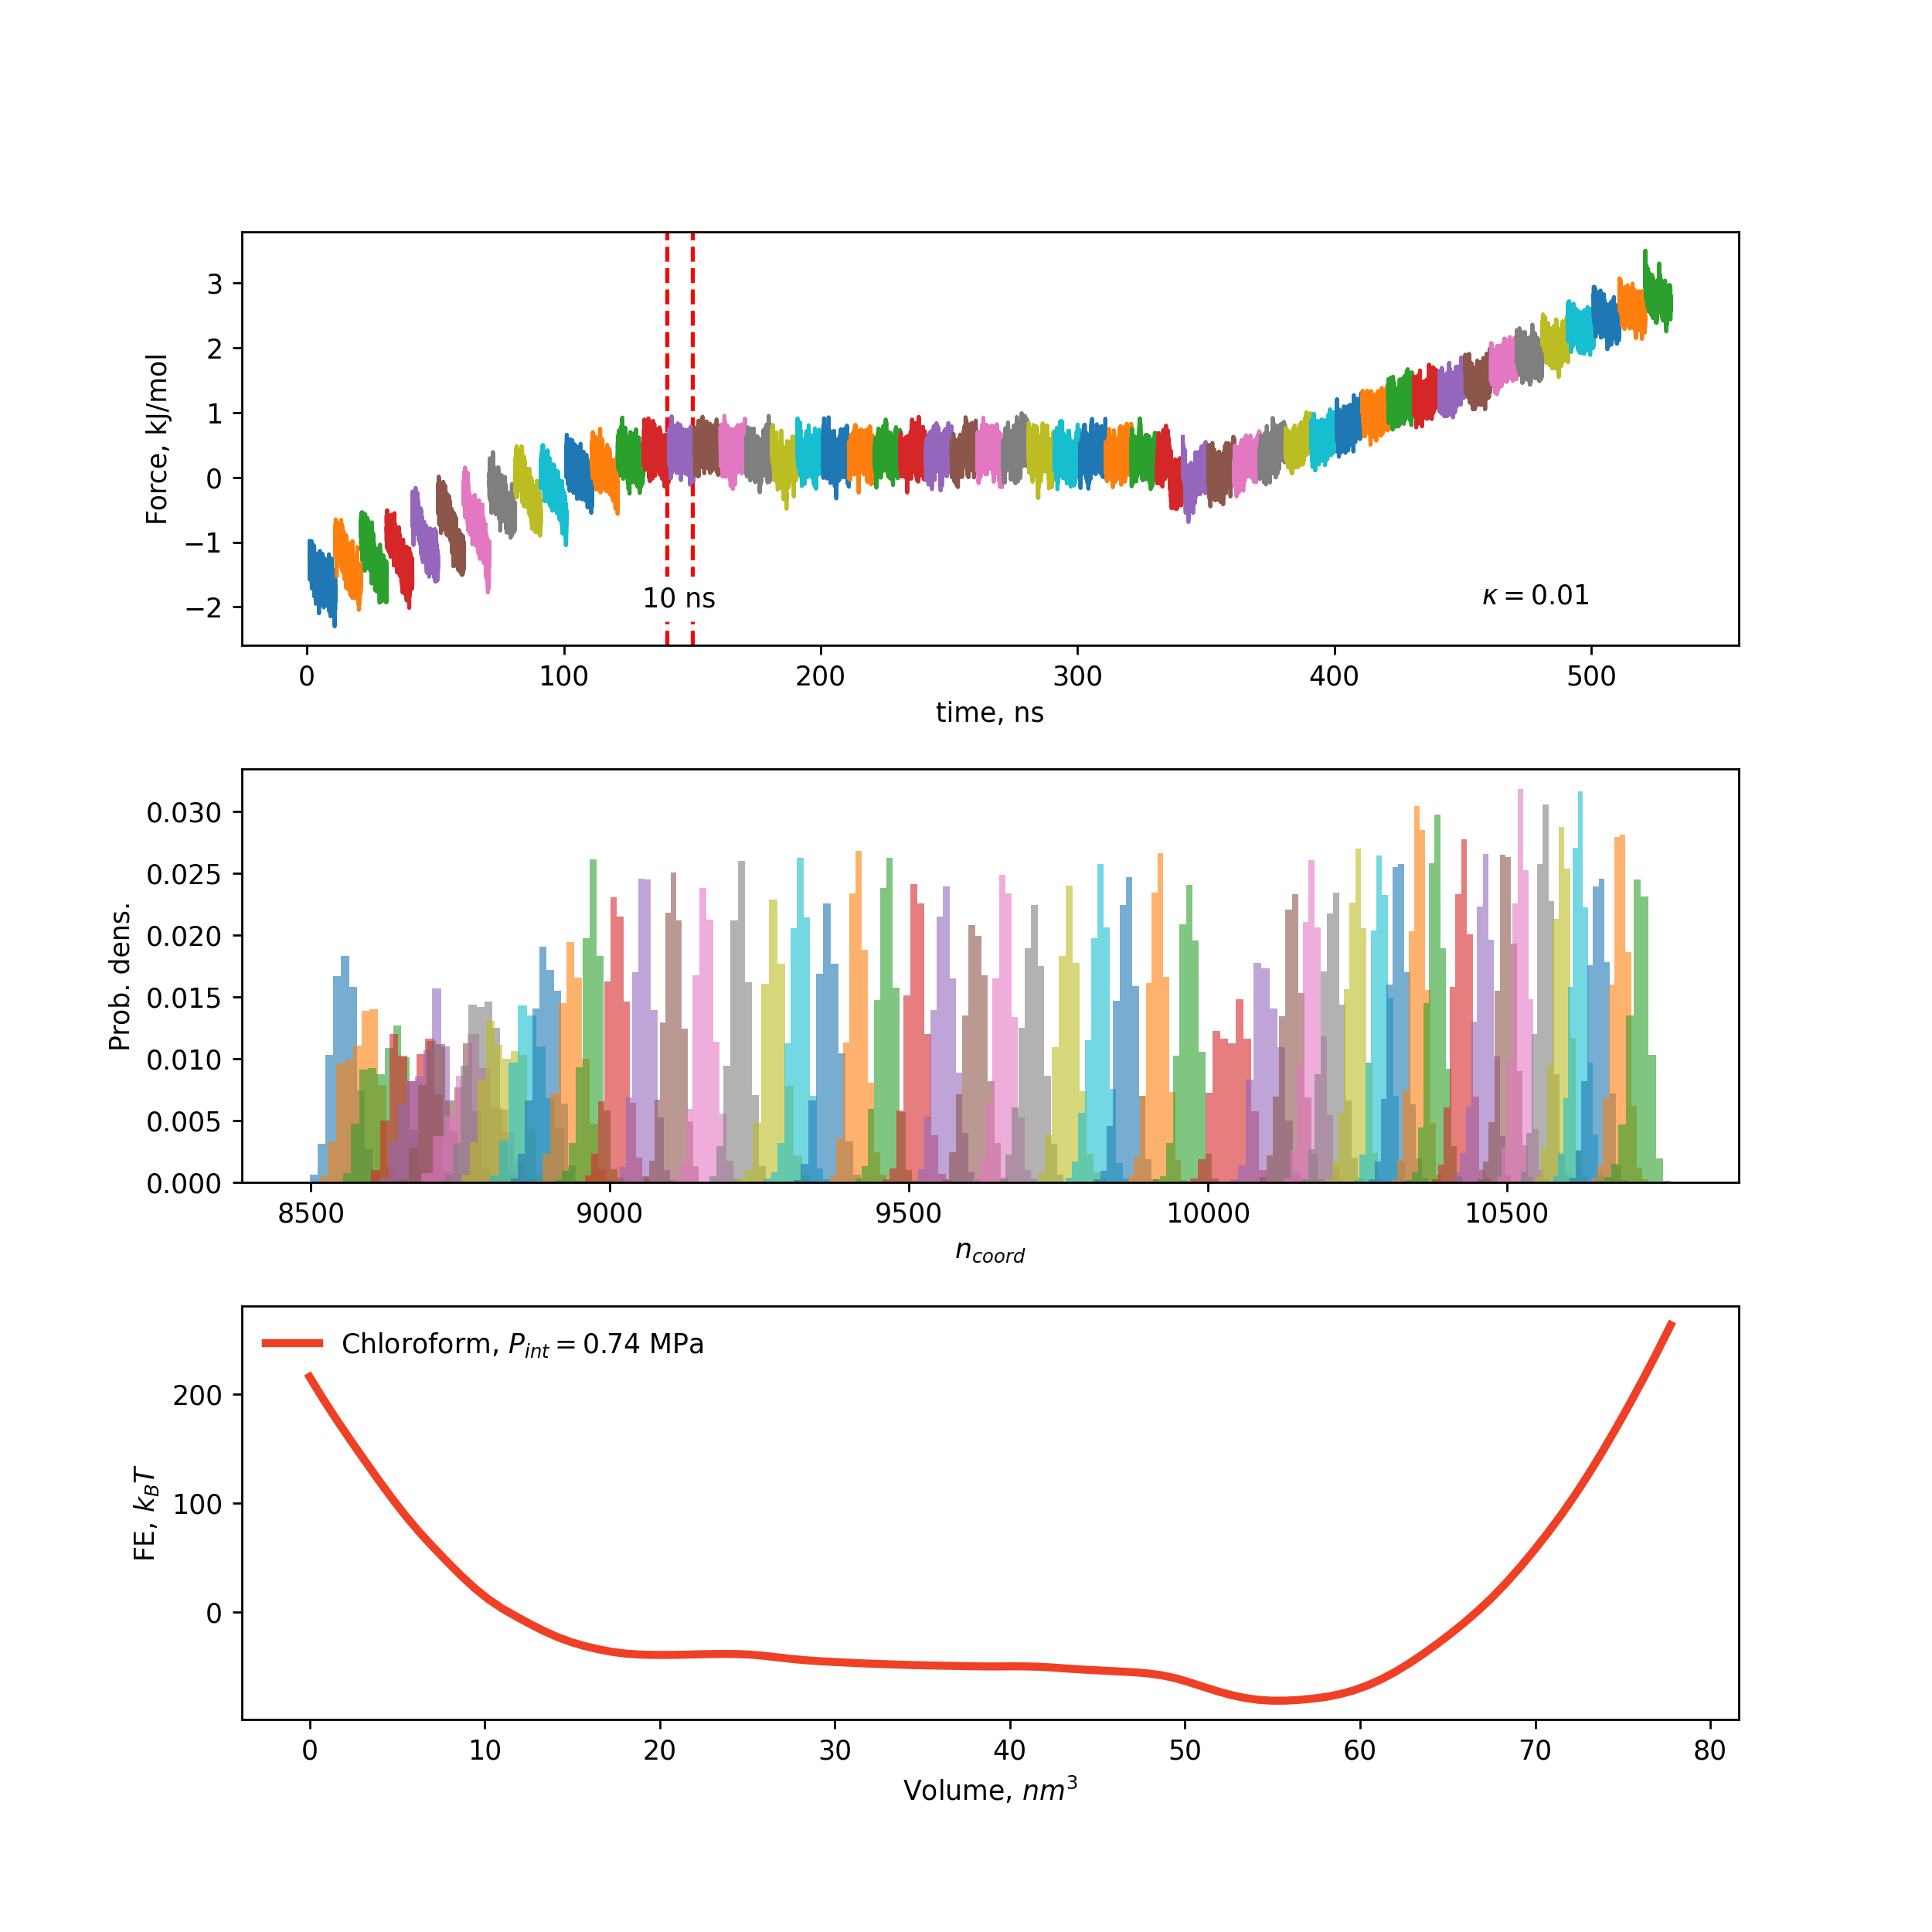 3
2
1
0
−1
−2
Force, kJ/mol
10 ns
κ = 0.01
0 100 200 300 400 500
time, ns
0.030
0.025
0.020
0.015
0.010
0.005
0.000
Prob. dens.
8500 9000 9500 10000 10500
n_coord
Chloroform, P_int = 0.74 MPa
200
100
0
FE, k_BT
0 10 20 30 40 50 60 70 80
Volume, nm³